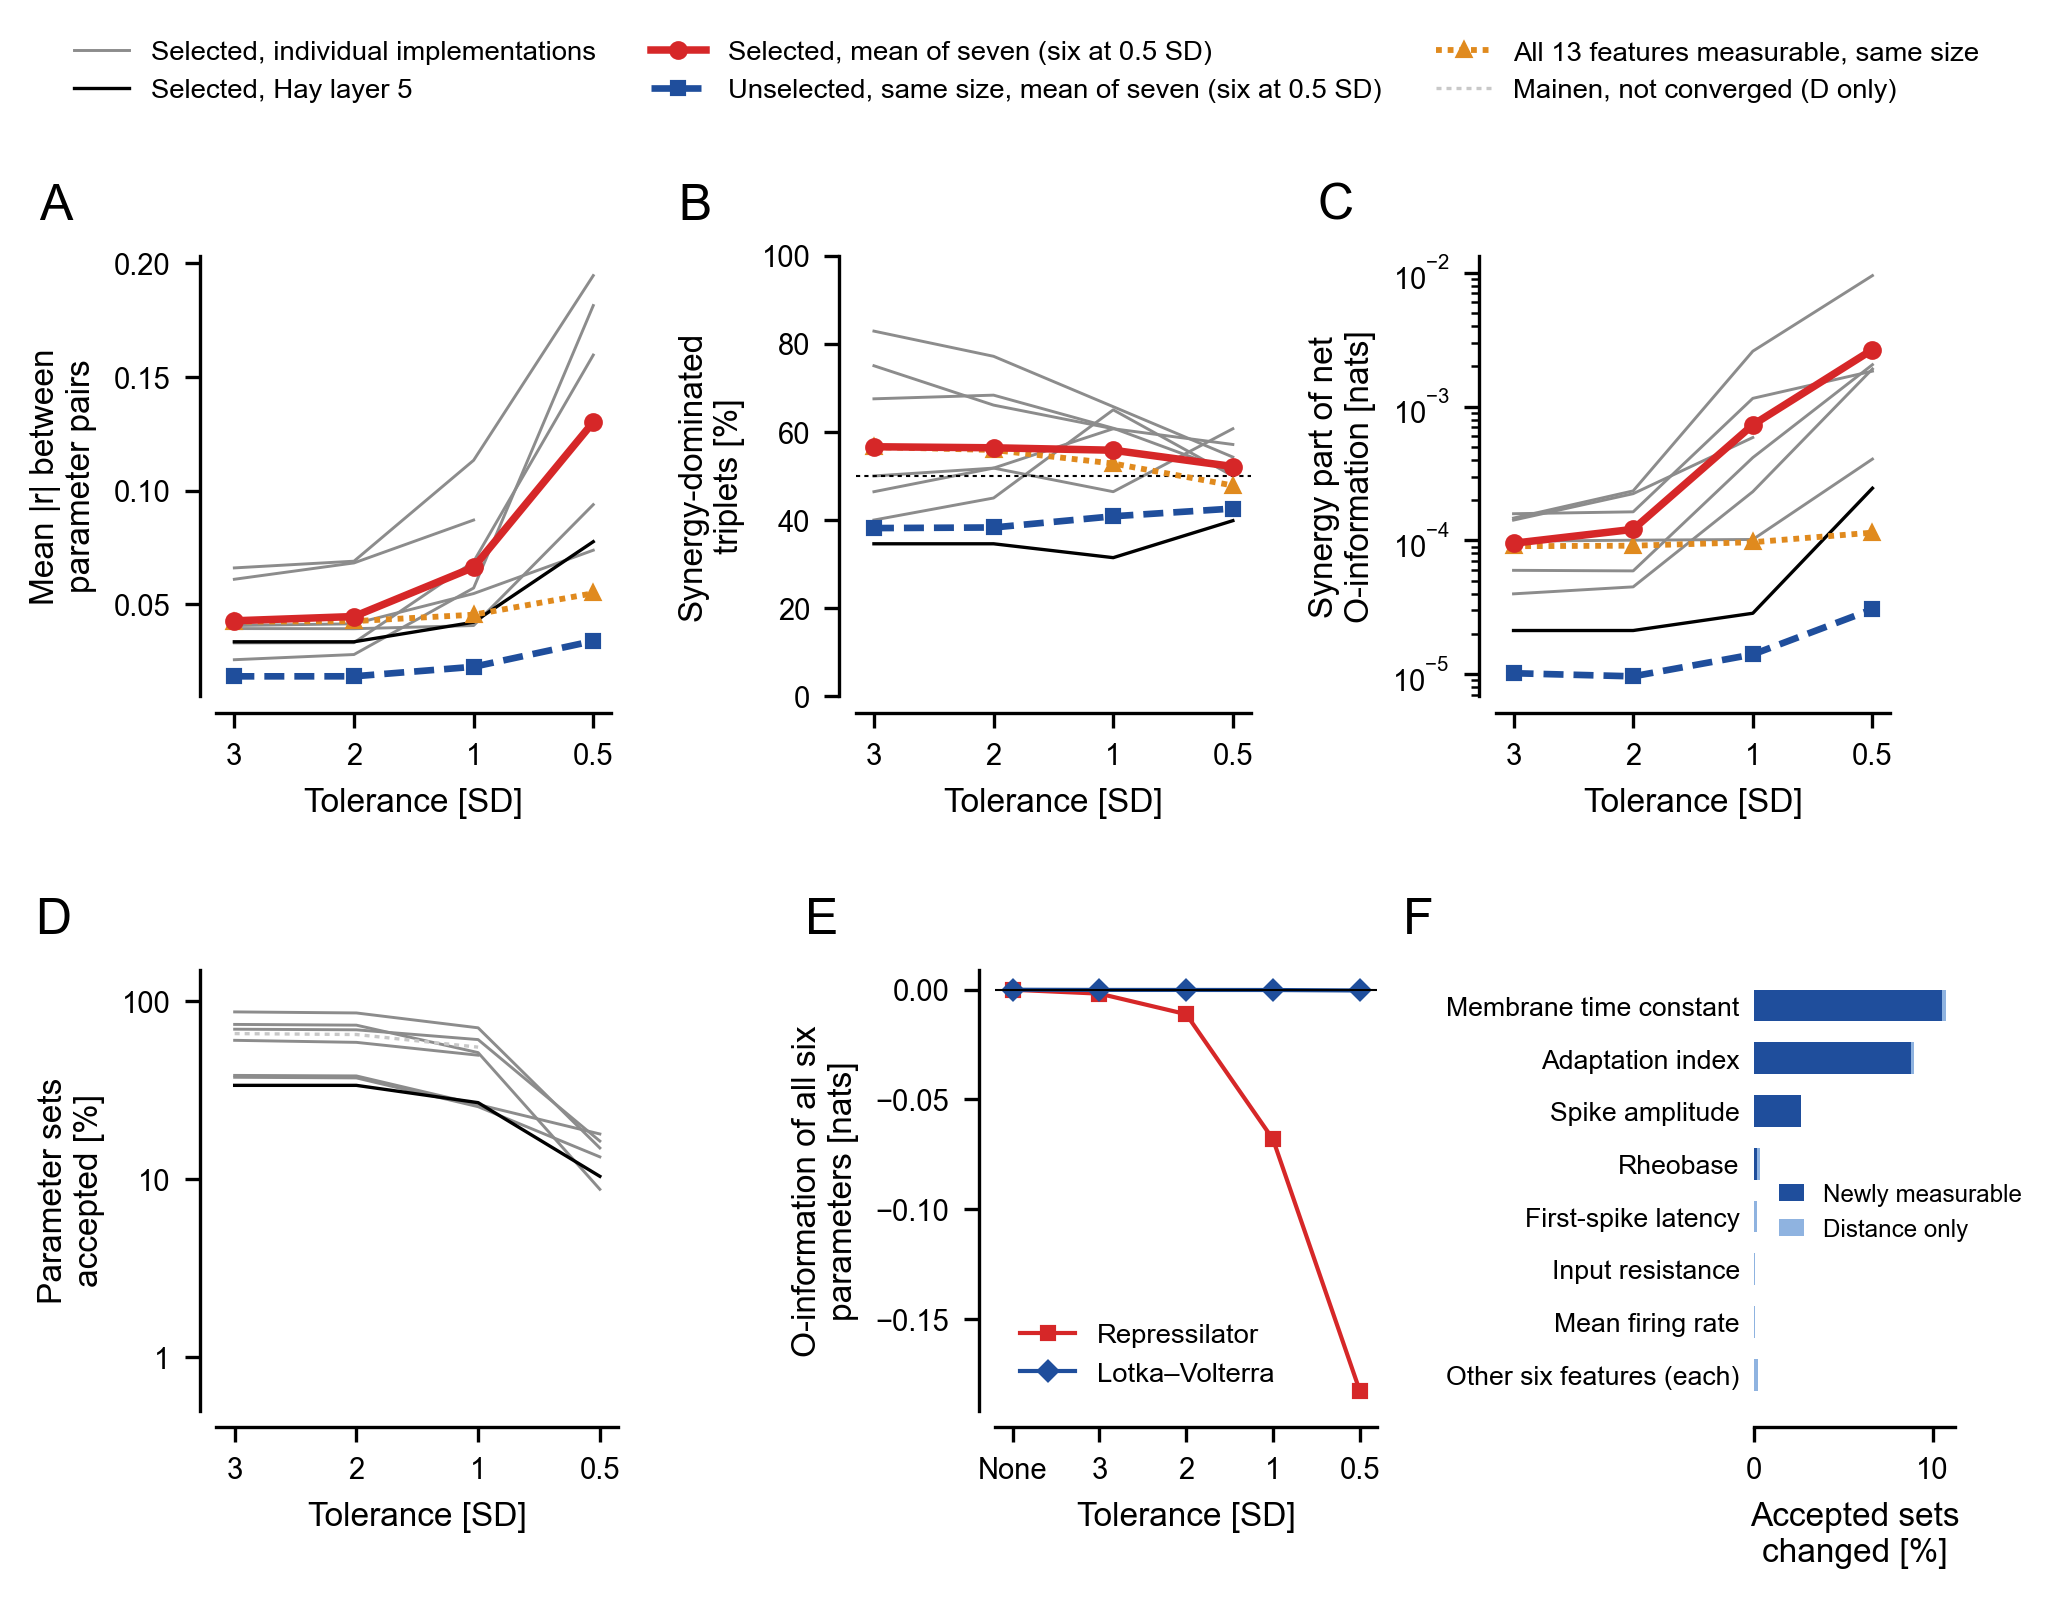 Selected, individual implementations
Selected, Hay layer 5
Selected, mean of seven (six at 0.5 SD)
Unselected, same size, mean of seven (six at 0.5 SD)
All 13 features measurable, same size
Mainen, not converged (D only)
A
Mean |r| between
parameter pairs
0.20
0.15
0.10
0.05
3
2
1
0.5
Tolerance [SD]
B
Synergy-dominated
triplets [%]
100
80
60
40
20
0
3
2
1
0.5
Tolerance [SD]
C
Synergy part of net
O-information [nats]
10⁻²
10⁻³
10⁻⁴
10⁻⁵
3
2
1
0.5
Tolerance [SD]
D
Parameter sets
accepted [%]
100
10
1
3
2
1
0.5
Tolerance [SD]
E
O-information of all six
parameters [nats]
0.00
−0.05
−0.10
−0.15
Repressilator
Lotka–Volterra
None
3
2
1
0.5
Tolerance [SD]
F
Membrane time constant
Adaptation index
Spike amplitude
Rheobase
First-spike latency
Input resistance
Mean firing rate
Other six features (each)
Newly measurable
Distance only
0
10
Accepted sets
changed [%]